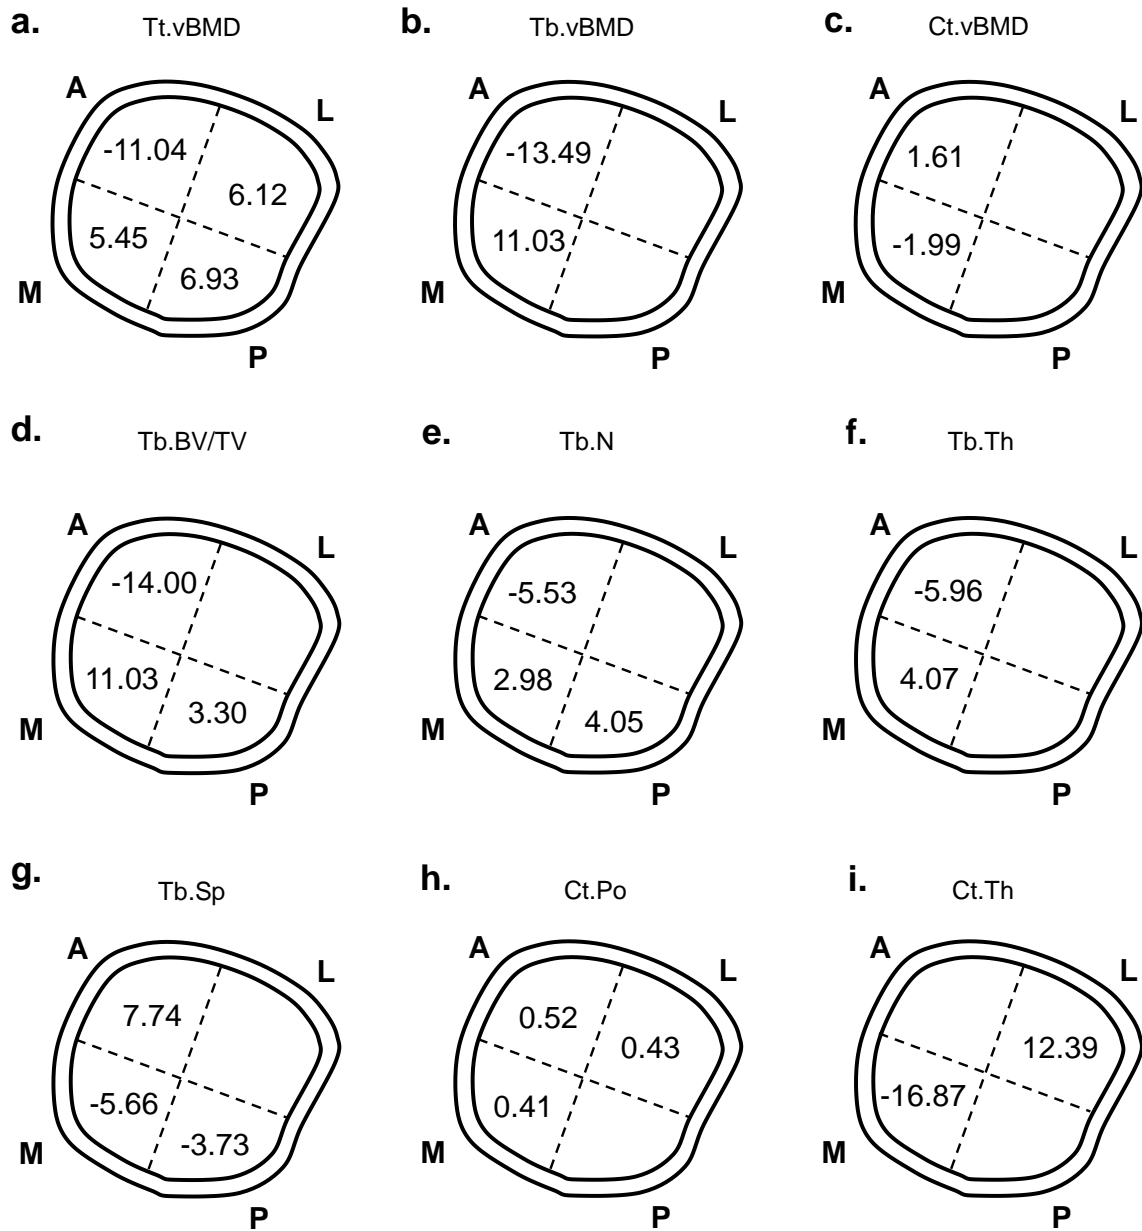 a. Tt.vBMD
A
L
-11.04
6.12
5.45
6.93
M
P
b. Tb.vBMD
A
L
-13.49
11.03
M
P
c. Ct.vBMD
A
L
1.61
-1.99
M
P
d. Tb.BV/TV
A
L
-14.00
11.03
3.30
M
P
e. Tb.N
A
L
-5.53
2.98
4.05
M
P
f. Tb.Th
A
L
-5.96
4.07
M
P
g. Tb.Sp
A
L
7.74
-5.66
-3.73
M
P
h. Ct.Po
A
L
0.52
0.43
0.41
M
P
i. Ct.Th
A
L
12.39
-16.87
M
P